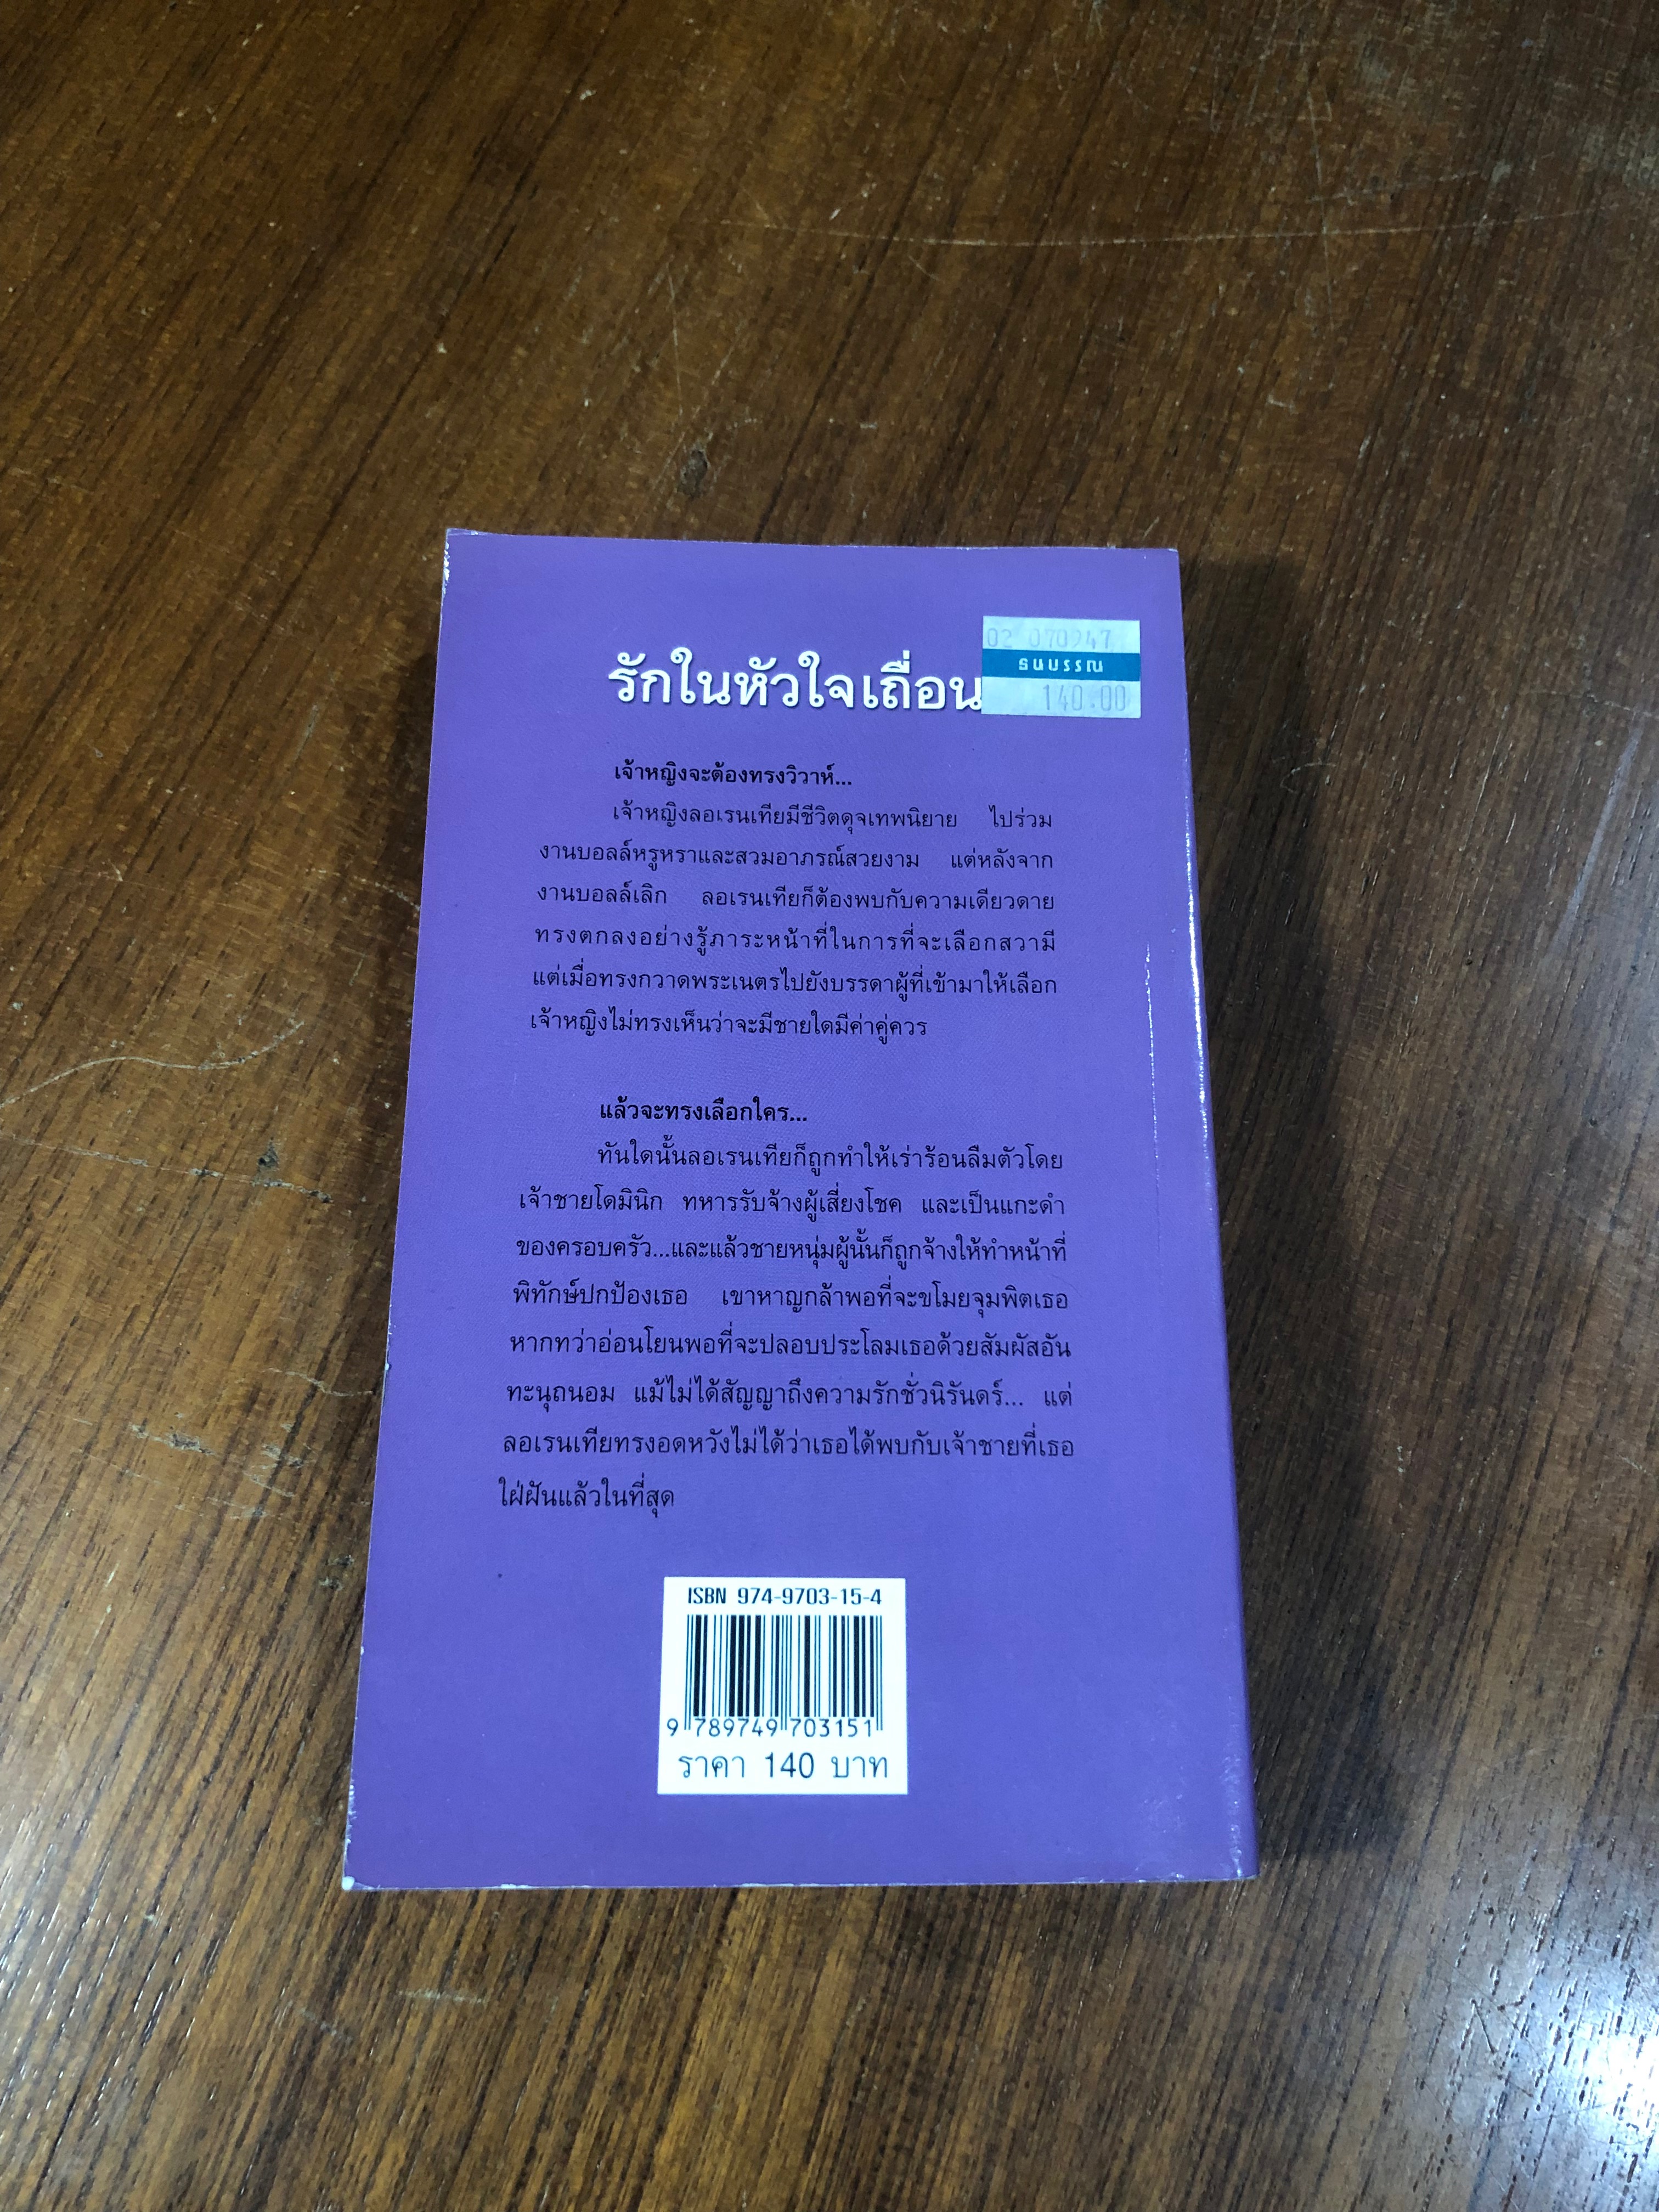 รักในหัวใจเถื่อน
02 070247
ธนบรรณ
140.00
เจ้าหญิงจะต้องทรงวิวาห์...
เจ้าหญิงลอเรนเทียมีชีวิตดุจเทพนิยาย ไปร่วม
งานบอลล์หรูหราและสวมอาภรณ์สวยงาม แต่หลังจาก
งานบอลล์เลิก ลอเรนเทียก็ต้องพบกับความเดียวดาย
ทรงตกลงอย่างรู้ภาระหน้าที่ในการที่จะเลือกสวามี
แต่เมื่อทรงกวาดพระเนตรไปยังบรรดาผู้ที่เข้ามาให้เลือก
เจ้าหญิงไม่ทรงเห็นว่าจะมีชายใดมีค่าคู่ควร
แล้วจะทรงเลือกใคร...
ทันใดนั้นลอเรนเทียก็ถูกทำให้เร่าร้อนลืมตัวโดย
เจ้าชายโดมินิก ทหารรับจ้างผู้เสี่ยงโชค และเป็นแกะดำ
ของครอบครัว...และแล้วชายหนุ่มผู้นั้นก็ถูกจ้างให้ทำหน้าที่
พิทักษ์ปกป้องเธอ เขาหาญกล้าพอที่จะขโมยจุมพิตเธอ
หากทว่าอ่อนโยนพอที่จะปลอบประโลมเธอด้วยสัมผัสอัน
ทะนุถนอม แม้ไม่ได้สัญญาถึงความรักชั่วนิรันดร์... แต่
ลอเรนเทียทรงอดหวังไม่ได้ว่าเธอได้พบกับเจ้าชายที่เธอ
ใฝ่ฝันแล้วในที่สุด
ISBN 974-9703-15-4
9 789749 703151
ราคา 140 บาท